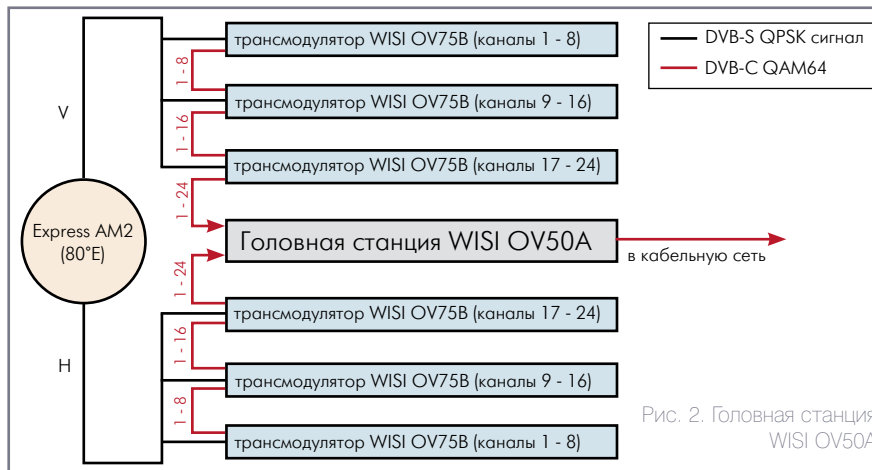 трансмодулятор WISI OV75B (каналы 1 - 8)
DVB-S QPSK сигнал
DVB-C QAM64
1 - 8
трансмодулятор WISI OV75B (каналы 9 - 16)
V
1 - 16
трансмодулятор WISI OV75B (каналы 17 - 24)
1 - 24
Express AM2
(80°E)
Головная станция WISI OV50A
в кабельную сеть
1 - 24
трансмодулятор WISI OV75B (каналы 17 - 24)
1 - 16
H
трансмодулятор WISI OV75B (каналы 9 - 16)
1 - 8
трансмодулятор WISI OV75B (каналы 1 - 8)
Рис. 2. Головная станция
WISI OV50A